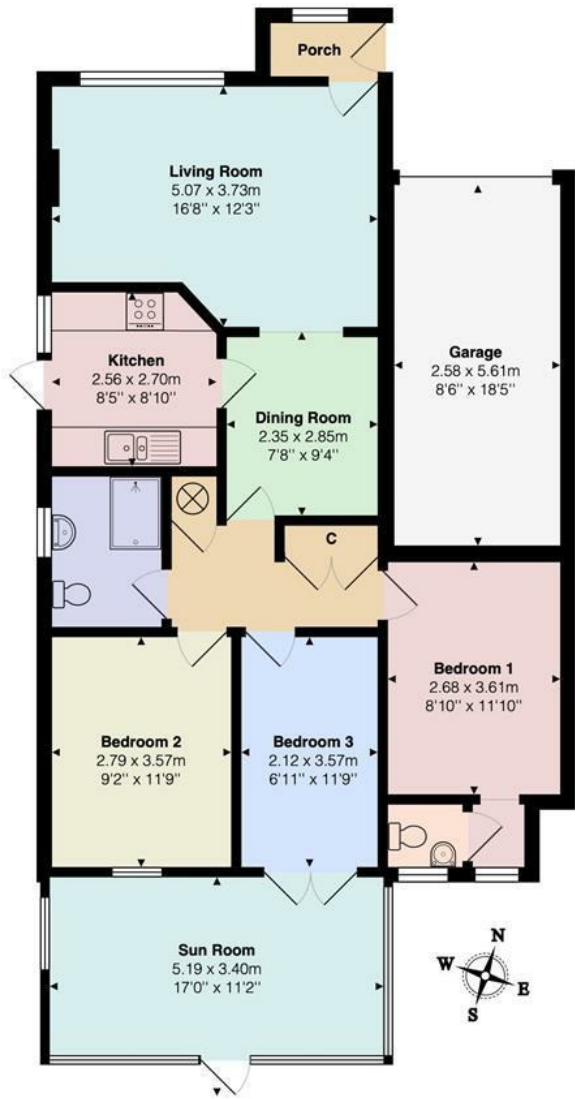 Porch
Living Room
5.07 x 3.73m
16'8'' x 12'3''
Kitchen
2.56 x 2.70m
8'5'' x 8'10''
Dining Room
2.35 x 2.85m
7'8'' x 9'4''
Garage
2.58 x 5.61m
8'6'' x 18'5''
C
Bedroom 1
2.68 x 3.61m
8'10'' x 11'10''
Bedroom 2
2.79 x 3.57m
9'2'' x 11'9''
Bedroom 3
2.12 x 3.57m
6'11'' x 11'9''
Sun Room
5.19 x 3.40m
17'0'' x 11'2''
N
W
E
S